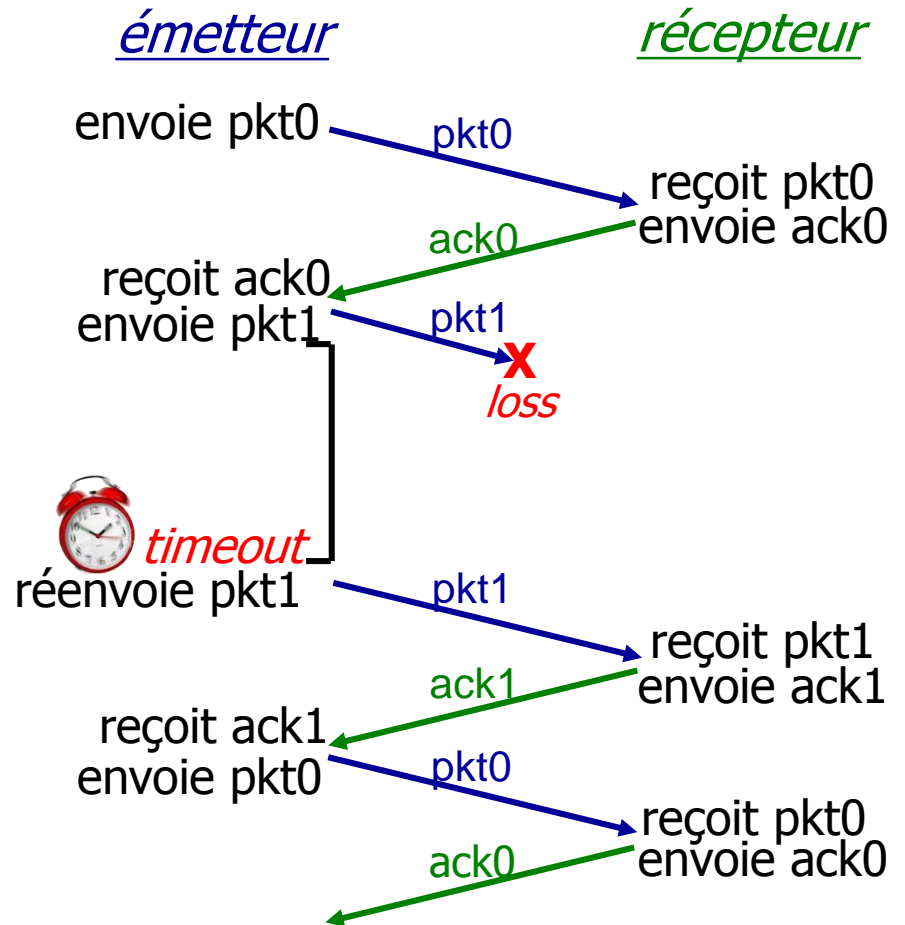 émetteur
récepteur
envoie pkt0
pkt0
reçoit pkt0
envoie ack0
ack0
reçoit ack0
envoie pkt1
pkt1
X
loss
timeout
réenvoie pkt1
pkt1
reçoit pkt1
envoie ack1
ack1
reçoit ack1
envoie pkt0
pkt0
reçoit pkt0
envoie ack0
ack0